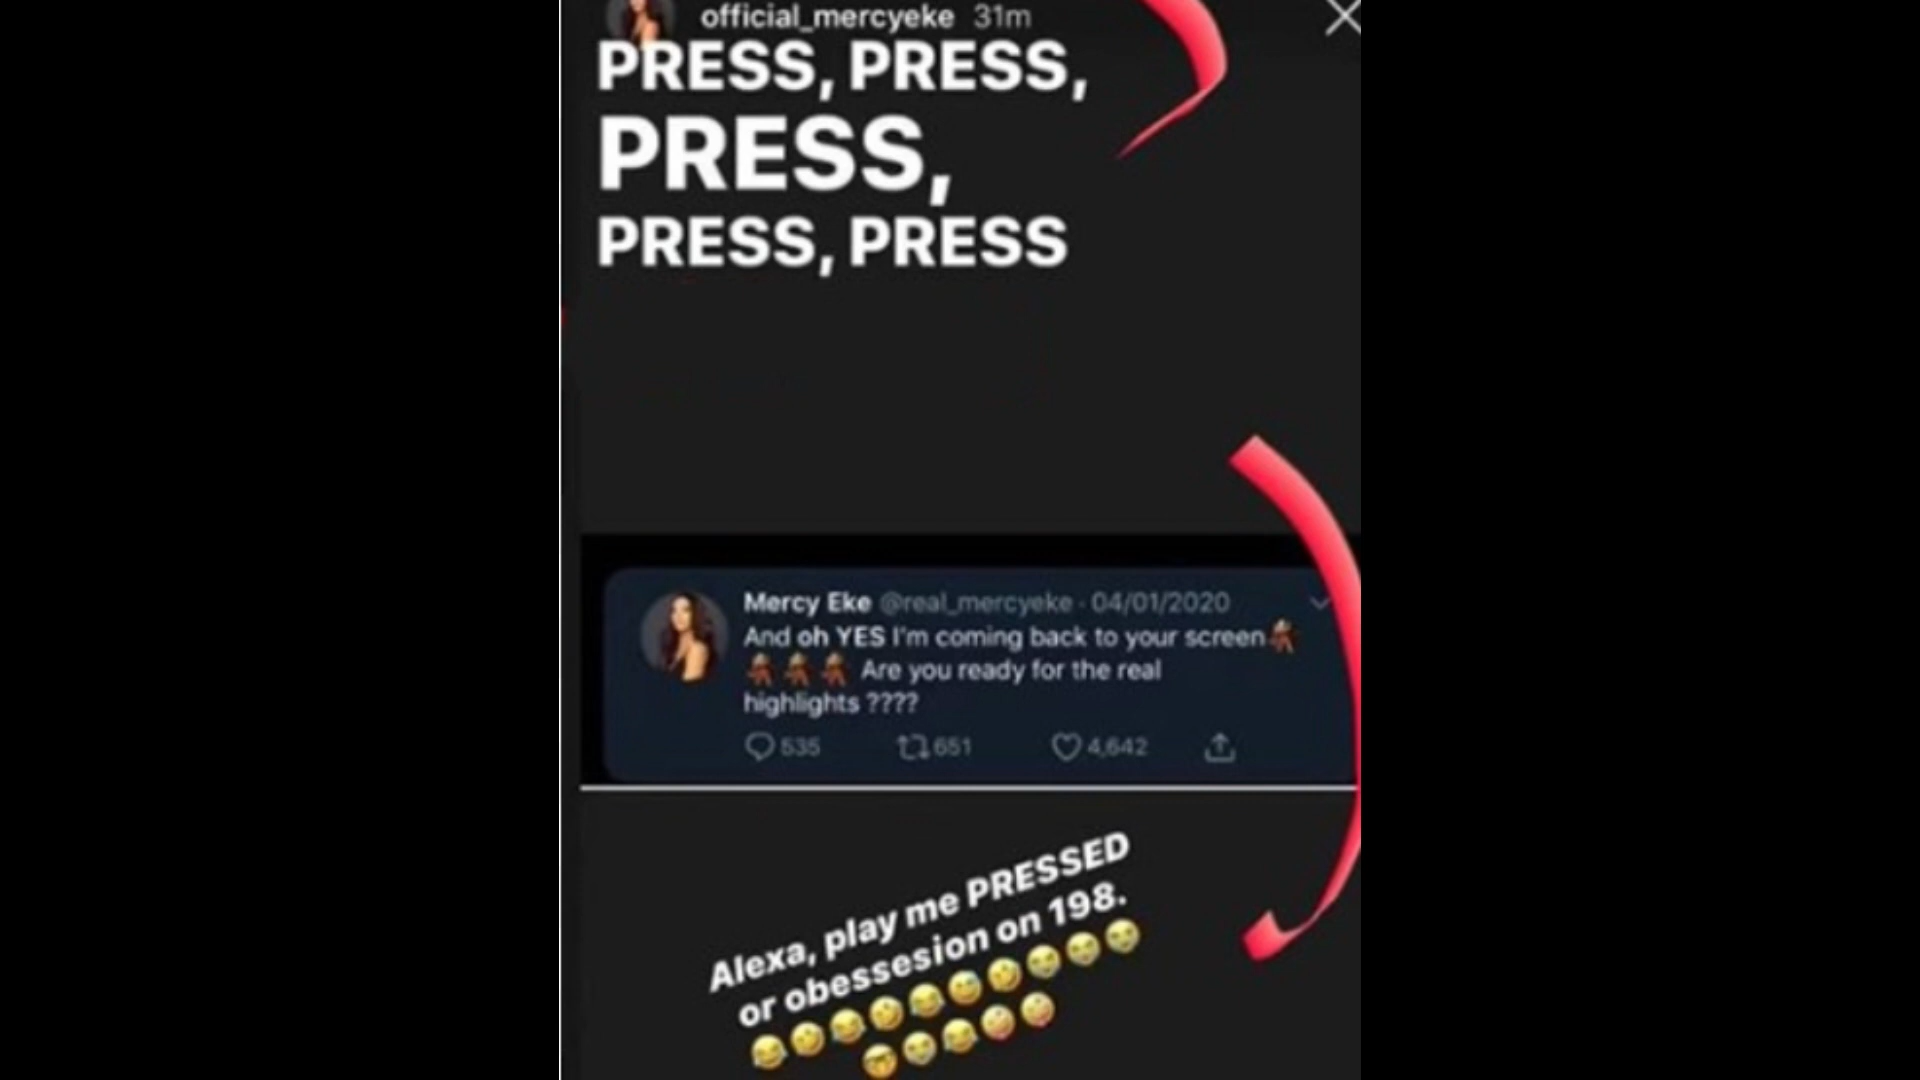 official_mercyeke 31m
PRESS, PRESS,
PRESS,
PRESS, PRESS
Mercy Eke @real_mercyeke · 04/01/2020
And oh YES I'm coming back to your screen
Are you ready for the real
highlights ????
535 651 4,642
Alexa, play me PRESSED
or obessesion on 198.